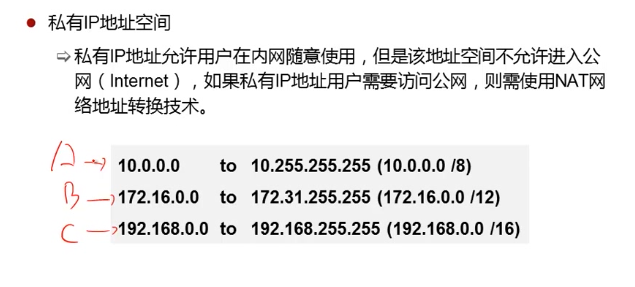 私有IP地址空间
私有IP地址允许用户在内网随意使用，但是该地址空间不允许进入公
网（Internet），如果私有IP地址用户需要访问公网，则需使用NAT网
络地址转换技术。
A 10.0.0.0 to 10.255.255.255 (10.0.0.0 /8)
B 172.16.0.0 to 172.31.255.255 (172.16.0.0 /12)
C 192.168.0.0 to 192.168.255.255 (192.168.0.0 /16)